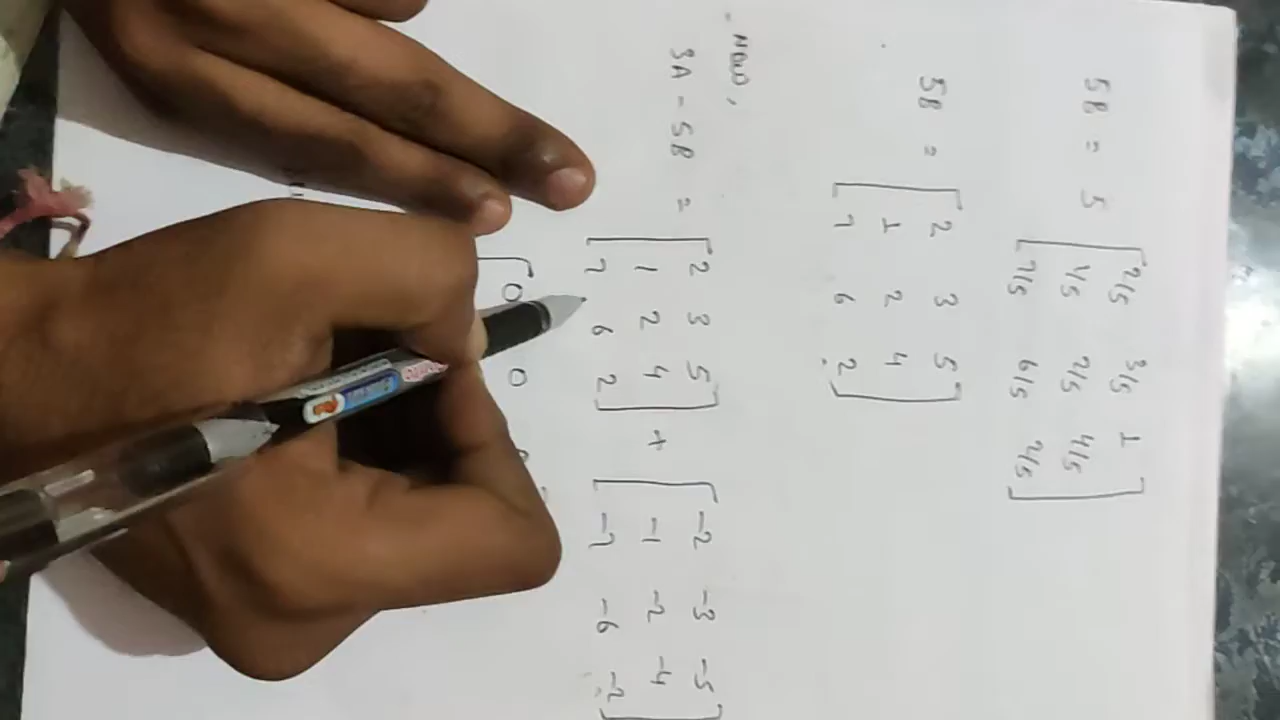 5B = 5 [ 2/5 3/5 1
1/5 2/5 4/5
7/5 6/5 2/5 ]
5B = [ 2 3 5
1 2 4
7 6 2 ]
Now,
3A - 5B = [ 2 3 5
1 2 4
7 6 2 ] + [ -2 -3 -5
-1 -2 -4
-7 -6 -2 ]
[ 0 0